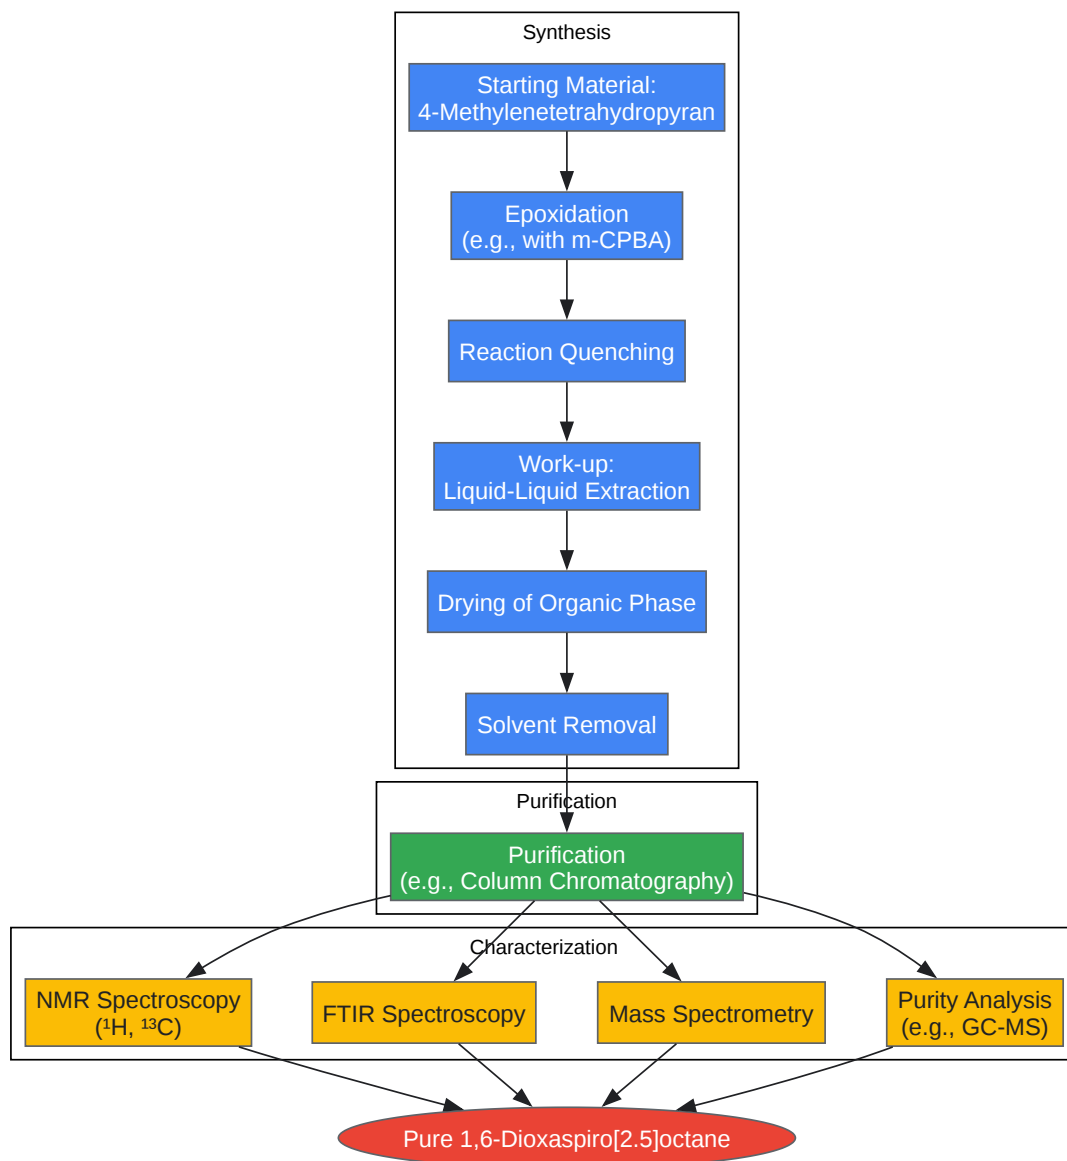 Synthesis
Starting Material:
4-Methylenetetrahydropyran
Epoxidation
(e.g., with m-CPBA)
Reaction Quenching
Work-up:
Liquid-Liquid Extraction
Drying of Organic Phase
Solvent Removal
Purification
Purification
(e.g., Column Chromatography)
Characterization
NMR Spectroscopy
(¹H, ¹³C)
FTIR Spectroscopy
Mass Spectrometry
Purity Analysis
(e.g., GC-MS)
Pure 1,6-Dioxaspiro[2.5]octane